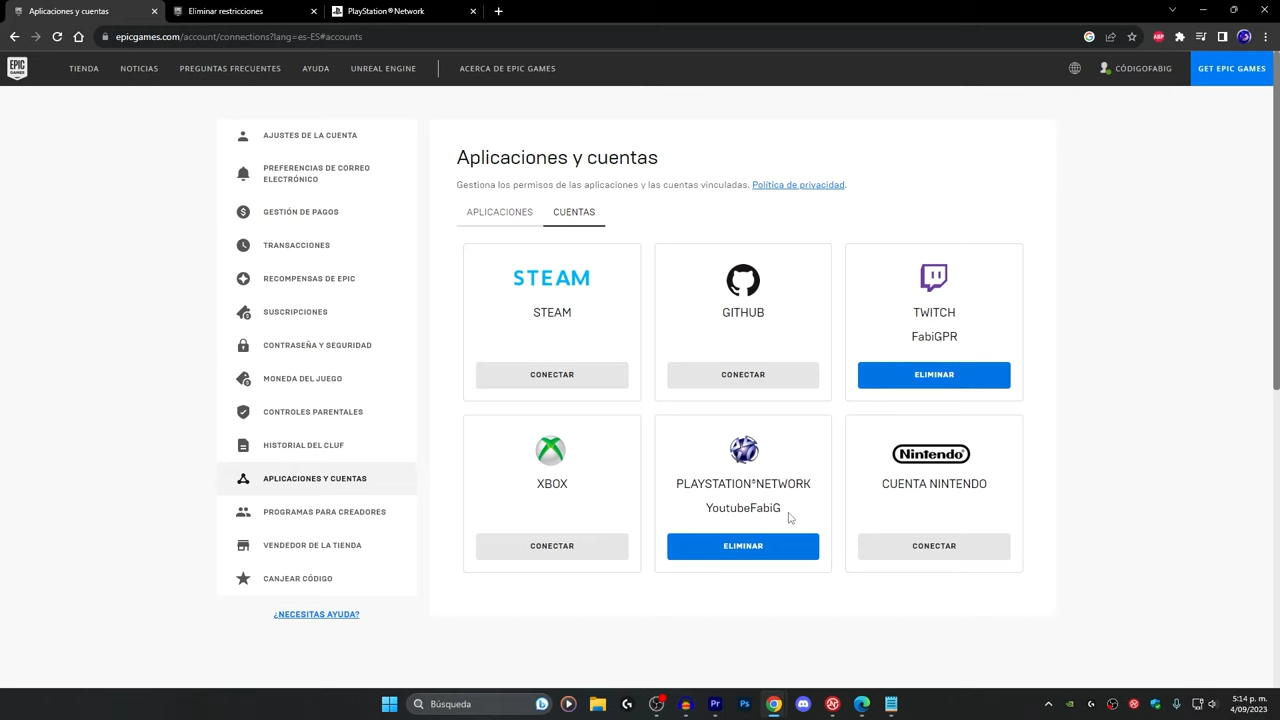 Aplicaciones y cuentas
Eliminar restricciones
PlayStation®Network
epicgames.com/account/connections?lang=es-ES#accounts
ABP
EPIC GAMES
TIENDA
NOTICIAS
PREGUNTAS FRECUENTES
AYUDA
UNREAL ENGINE
ACERCA DE EPIC GAMES
CÓDIGOFABIG
GET EPIC GAMES
AJUSTES DE LA CUENTA
PREFERENCIAS DE CORREO
ELECTRÓNICO
GESTIÓN DE PAGOS
TRANSACCIONES
RECOMPENSAS DE EPIC
SUSCRIPCIONES
CONTRASEÑA Y SEGURIDAD
MONEDA DEL JUEGO
CONTROLES PARENTALES
HISTORIAL DEL CLUF
APLICACIONES Y CUENTAS
PROGRAMAS PARA CREADORES
VENDEDOR DE LA TIENDA
CANJEAR CÓDIGO
¿NECESITAS AYUDA?
Aplicaciones y cuentas
Gestiona los permisos de las aplicaciones y las cuentas vinculadas. Política de privacidad.
APLICACIONES
CUENTAS
STEAM
STEAM
CONECTAR
GITHUB
CONECTAR
TWITCH
FabiGPR
ELIMINAR
XBOX
CONECTAR
PLAYSTATION®NETWORK
YoutubeFabiG
ELIMINAR
Nintendo
CUENTA NINTENDO
CONECTAR
Búsqueda
Pr
Ps
5:14 p. m.
4/09/2023